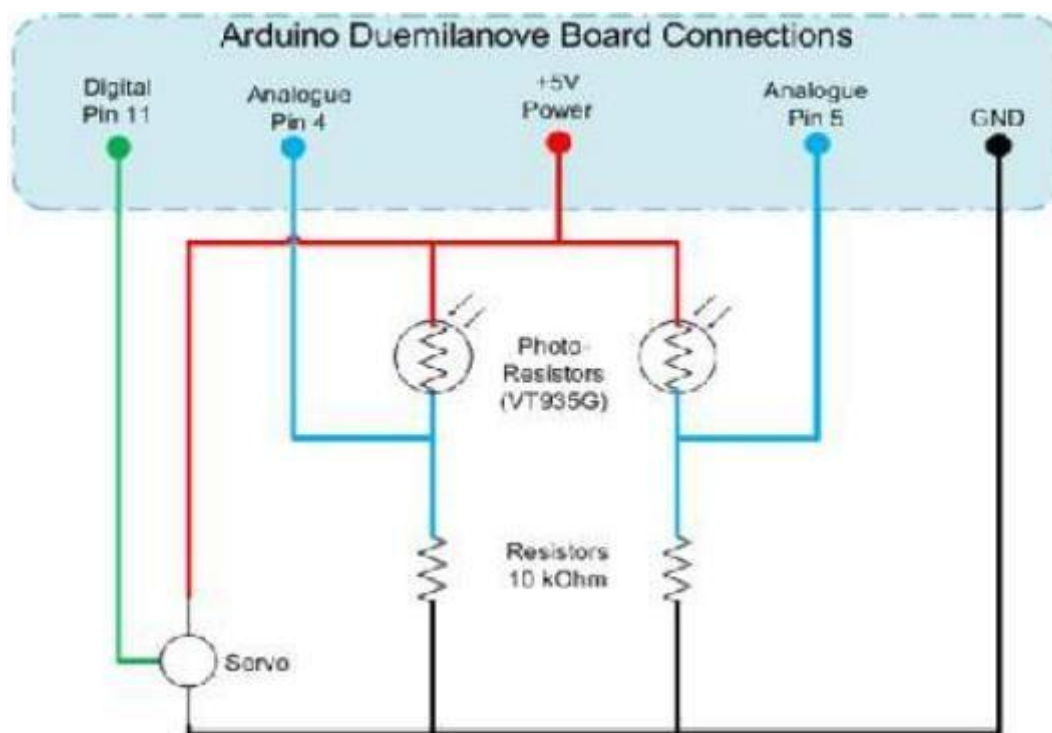 Arduino Duemilanove Board Connections
Digital
Pin 11
Analogue
Pin 4
+5V
Power
Analogue
Pin 5
GND
Photo-
Resistors
(VT935G)
Resistors
10 kOhm
Servo